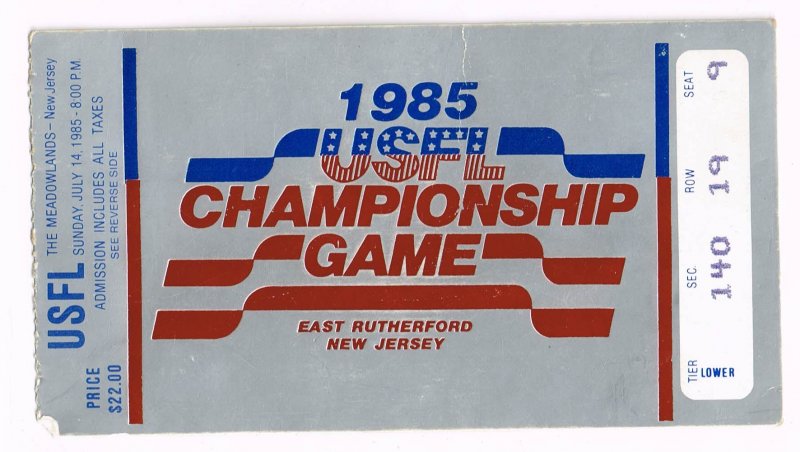 USFL THE MEADOWLANDS - New Jersey
SUNDAY, JULY 14, 1985 - 8:00 P.M.
ADMISSION INCLUDES ALL TAXES
SEE REVERSE SIDE
PRICE
$22.00
1985
USFL
CHAMPIONSHIP
GAME
EAST RUTHERFORD
NEW JERSEY
TIER LOWER
SEC. 140
ROW 19
SEAT 9